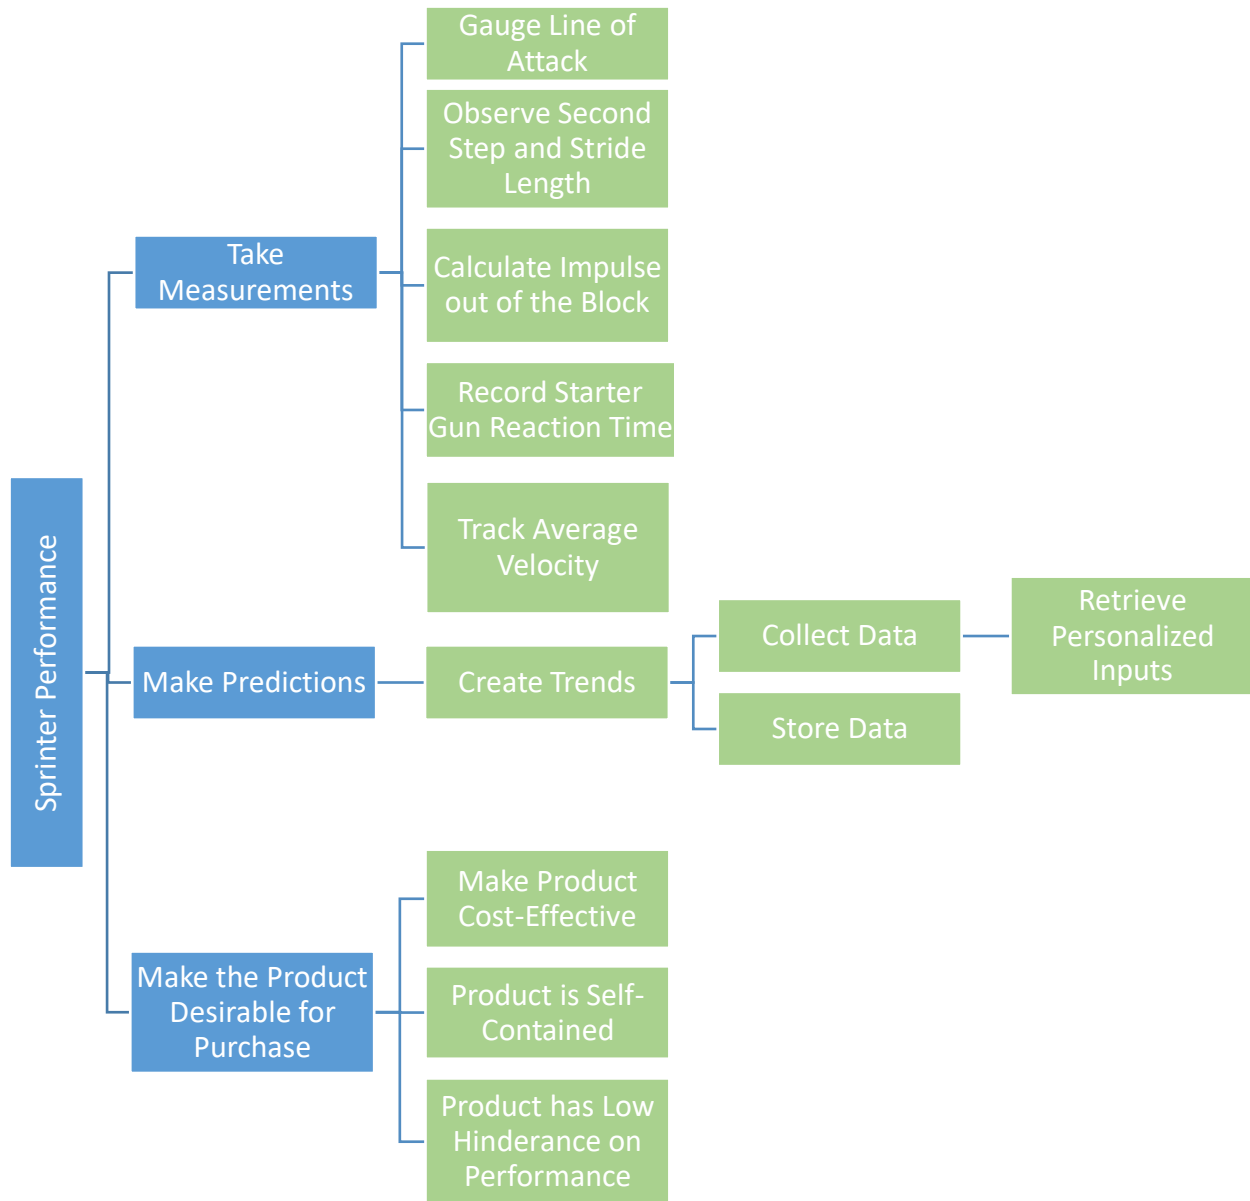 Sprinter Performance
Take
Measurements
Gauge Line of
Attack
Observe Second
Step and Stride
Length
Calculate Impulse
out of the Block
Record Starter
Gun Reaction Time
Track Average
Velocity
Make Predictions
Create Trends
Collect Data
Retrieve
Personalized
Inputs
Store Data
Make the Product
Desirable for
Purchase
Make Product
Cost-Effective
Product is Self-
Contained
Product has Low
Hinderance on
Performance